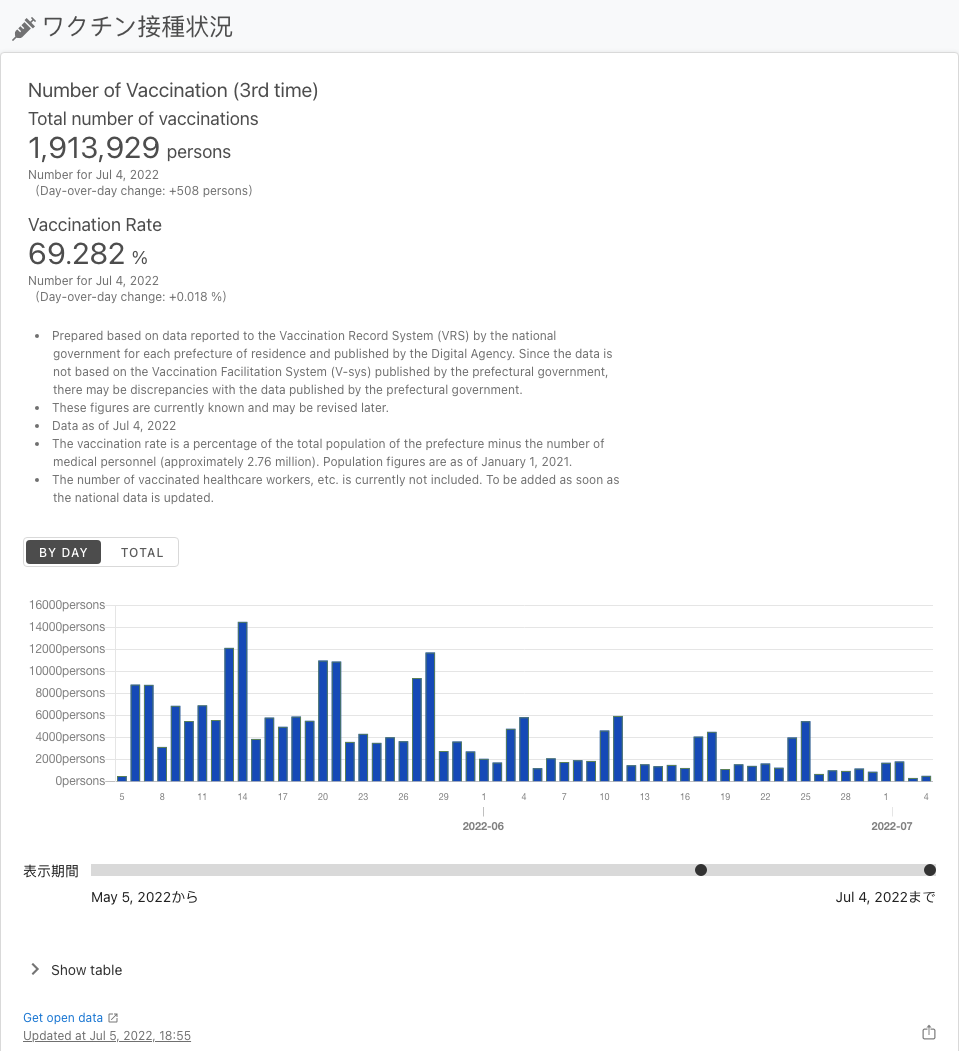 ワクチン接種状況
Number of Vaccination (3rd time)
Total number of vaccinations
1,913,929 persons
Number for Jul 4, 2022
(Day-over-day change: +508 persons)
Vaccination Rate
69.282 %
Number for Jul 4, 2022
(Day-over-day change: +0.018 %)
• Prepared based on data reported to the Vaccination Record System (VRS) by the national
government for each prefecture of residence and published by the Digital Agency. Since the data is
not based on the Vaccination Facilitation System (V-sys) published by the prefectural government,
there may be discrepancies with the data published by the prefectural government.
• These figures are currently known and may be revised later.
• Data as of Jul 4, 2022
• The vaccination rate is a percentage of the total population of the prefecture minus the number of
medical personnel (approximately 2.76 million). Population figures are as of January 1, 2021.
• The number of vaccinated healthcare workers, etc. is currently not included. To be added as soon as
the national data is updated.
BY DAY TOTAL
16000persons
14000persons
12000persons
10000persons
8000persons
6000persons
4000persons
2000persons
0persons
5 8 11 14 17 20 23 26 29 1 4 7 10 13 16 19 22 25 28 1 4
2022-06 2022-07
表示期間
May 5, 2022から Jul 4, 2022まで
Show table
Get open data
Updated at Jul 5, 2022, 18:55